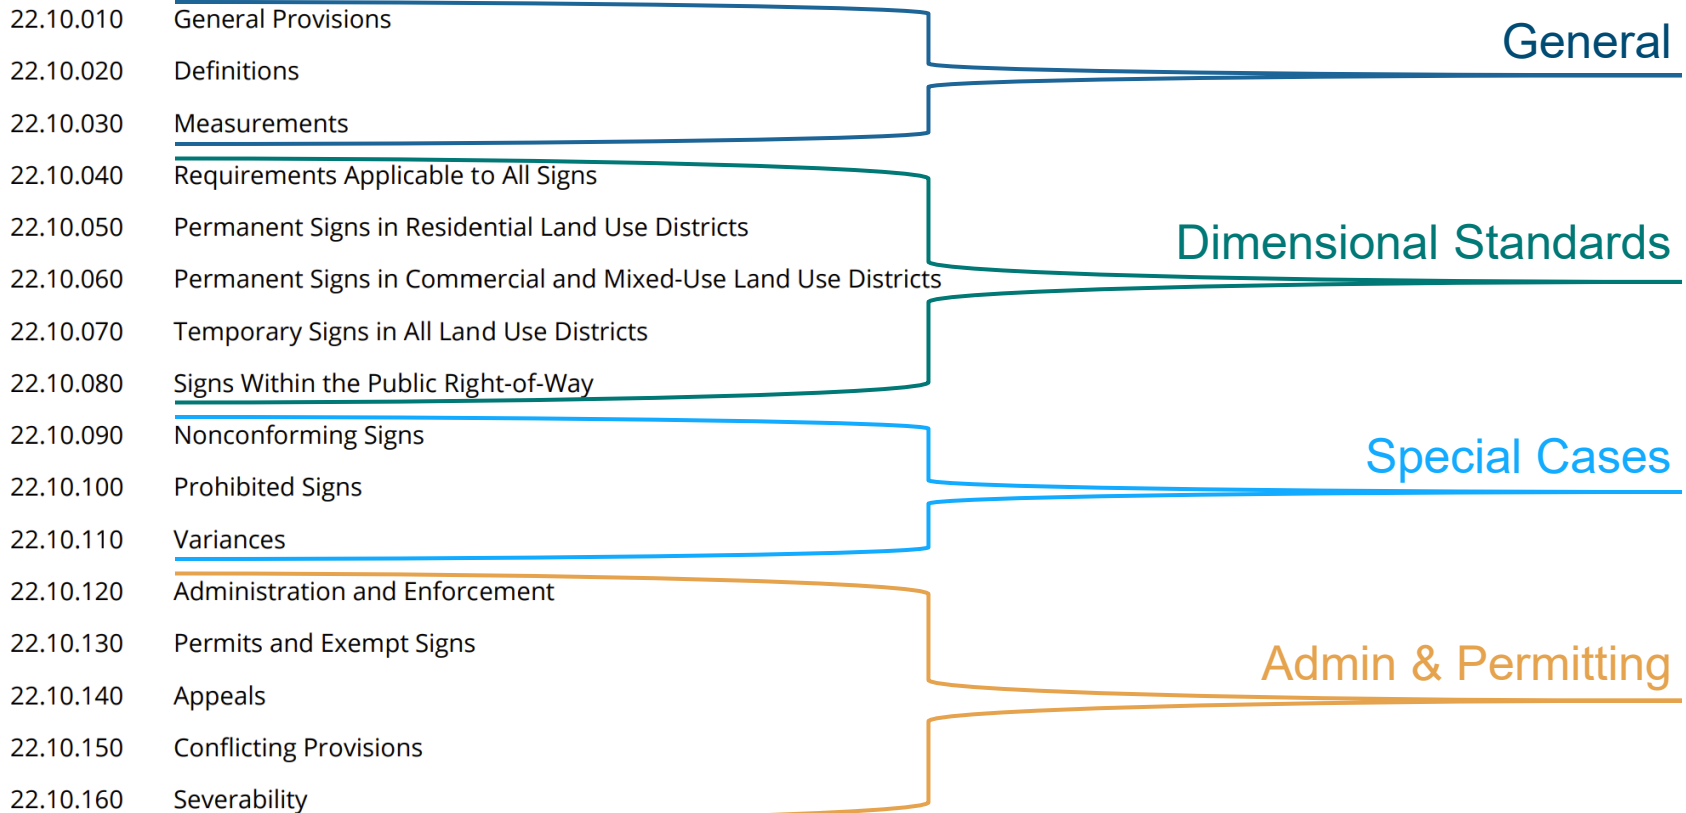 22.10.010 General Provisions
22.10.020 Definitions
22.10.030 Measurements
General
22.10.040 Requirements Applicable to All Signs
22.10.050 Permanent Signs in Residential Land Use Districts
22.10.060 Permanent Signs in Commercial and Mixed-Use Land Use Districts
22.10.070 Temporary Signs in All Land Use Districts
22.10.080 Signs Within the Public Right-of-Way
Dimensional Standards
22.10.090 Nonconforming Signs
22.10.100 Prohibited Signs
22.10.110 Variances
Special Cases
22.10.120 Administration and Enforcement
22.10.130 Permits and Exempt Signs
22.10.140 Appeals
22.10.150 Conflicting Provisions
22.10.160 Severability
Admin & Permitting